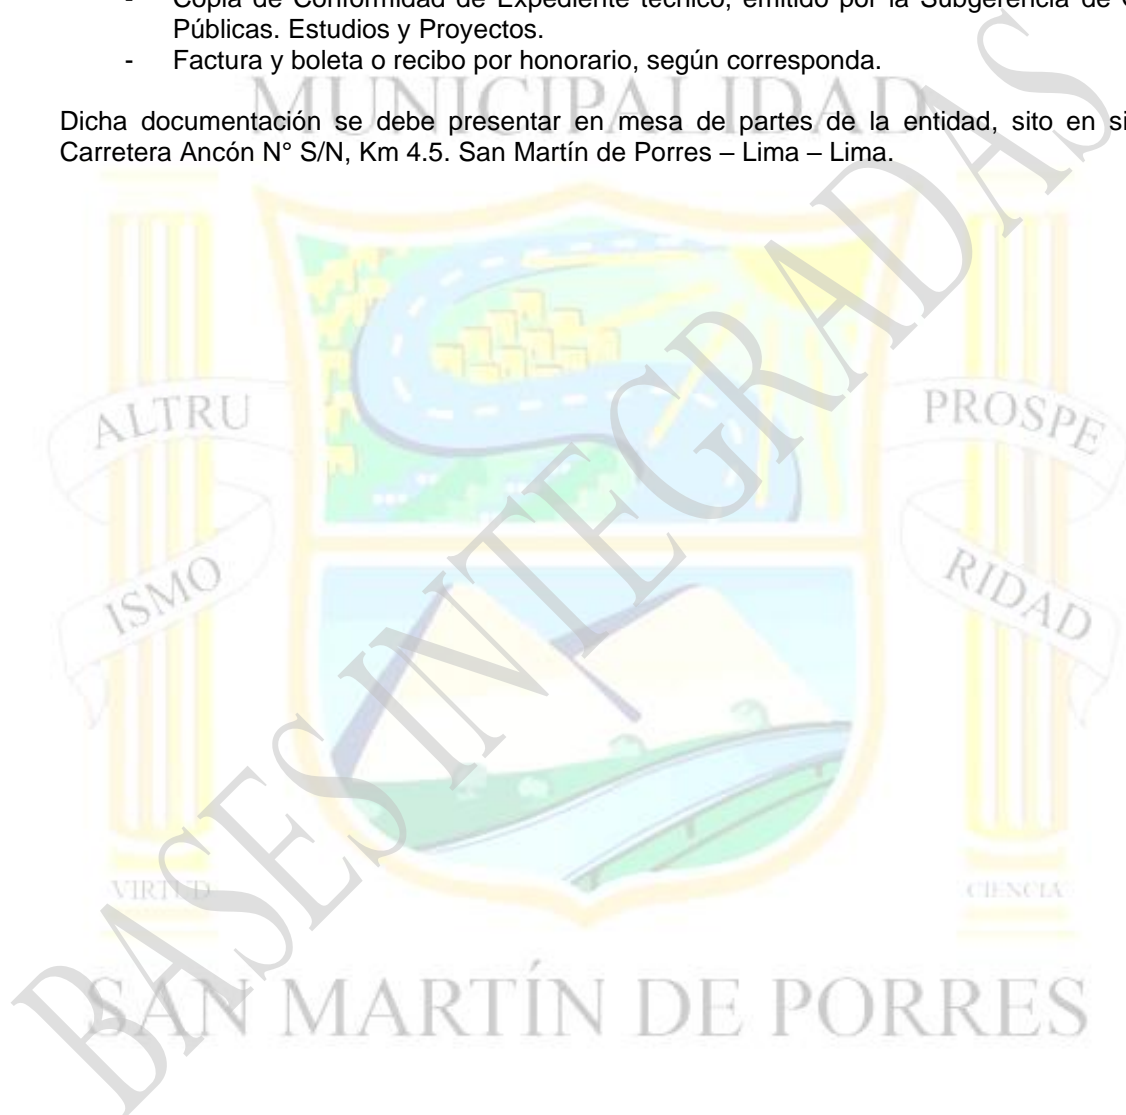 - Copia de Conformidad de Expediente técnico, emitido por la Subgerencia de
Públicas. Estudios y Proyectos.
- Factura y boleta o recibo por honorario, según corresponda.
MUNICIPALIDAD
Dicha documentación se debe presentar en mesa de partes de la entidad, sito en
Carretera Ancón N° S/N, Km 4.5. San Martín de Porres – Lima – Lima.
ALTRU
ISMO
PROSPE
RIDAD
BASES INTEGRADAS
VIRTUD
CIENCIA
SAN MARTÍN DE PORRES